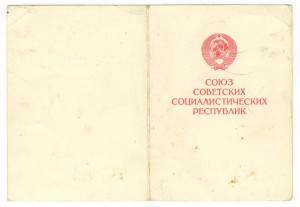 СОЮЗ
СОВЕТСКИХ
СОЦИАЛИСТИЧЕСКИХ
РЕСПУБЛИК